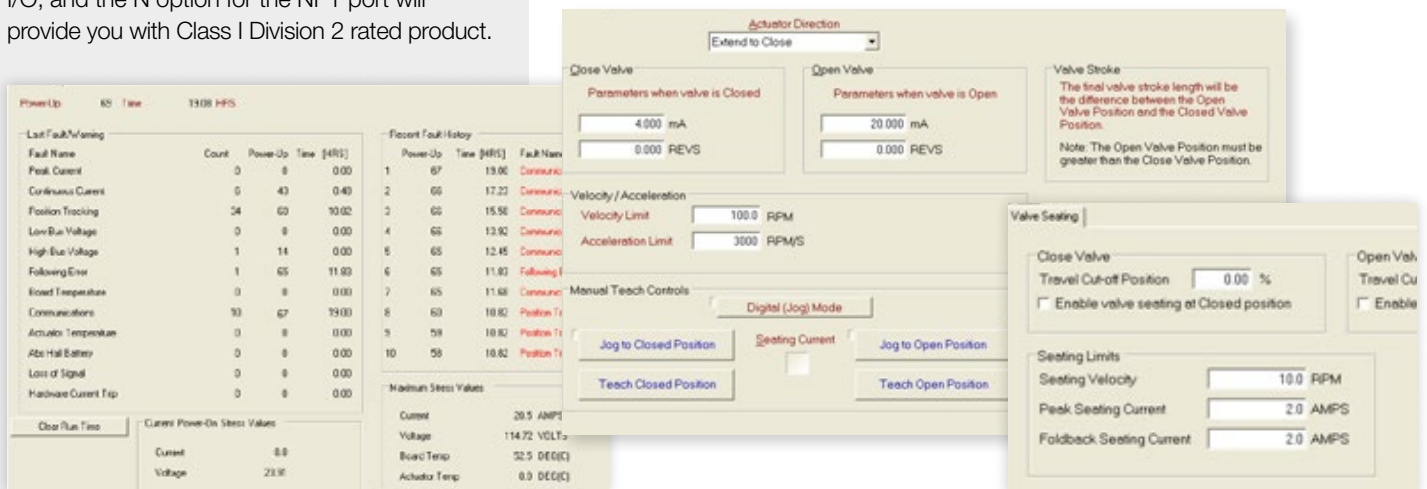 I/O, and the N option for the NPT port will
provide you with Class I Division 2 rated product.
Power-Up 68 Time 19.08 HRS
Last Fault/Warning
Fault Name Count Power-Up Time [HRS]
Peak Current 0 0 0.00
Continuous Current 6 43 0.48
Position Tracking 34 60 10.82
Low Bus Voltage 0 0 0.00
High Bus Voltage 1 14 0.00
Following Error 1 65 11.83
Board Temperature 0 0 0.00
Communications 10 67 19.00
Actuator Temperature 0 0 0.00
Abs Hall Battery 0 0 0.00
Loss of Signal 0 0 0.00
Hardware Current Trip 0 0 0.00
Clear Run Time
Current Power-On Stress Values
Current 0.0
Voltage
Recent Fault History
Power-Up Time [HRS] Fault Name
1 67 19.00
2 66 17.23
3 66 15.58
4 66 13.92
5 65 12.45
6 65 11.83 Following
7 65 11.68
8 60 10.82 Position
9 59 10.82 Position
10 58 10.82 Position
Maximum Stress Values
Current 20.5 AMPS
Voltage 114.72 VOLTS
Board Temp 52.5 DEG(C)
Actuator Temp 0.0 DEG(C)
Actuator Direction
Extend to Close
Close Valve
Parameters when valve is Closed
4.000 mA
0.000 REVS
Open Valve
Parameters when valve is Open
20.000 mA
0.000 REVS
Valve Stroke
The final valve stroke length will be
the difference between the Open
Valve Position and the Closed Valve
Position.
Note: The Open Valve Position must be
greater than the Close Valve Position.
Velocity / Acceleration
Velocity Limit 100.0 RPM
Acceleration Limit 3000 RPM/S
Manual Teach Controls
Digital (Jog) Mode
Jog to Closed Position
Seating Current
Jog to Open Position
Teach Closed Position
Teach Open Position
Valve Seating
Close Valve
Travel Cut-off Position 0.00 %
Enable valve seating at Closed position
Open Val
Travel Cu
Enable
Seating Limits
Seating Velocity 10.0 RPM
Peak Seating Current 2.0 AMPS
Foldback Seating Current 2.0 AMPS